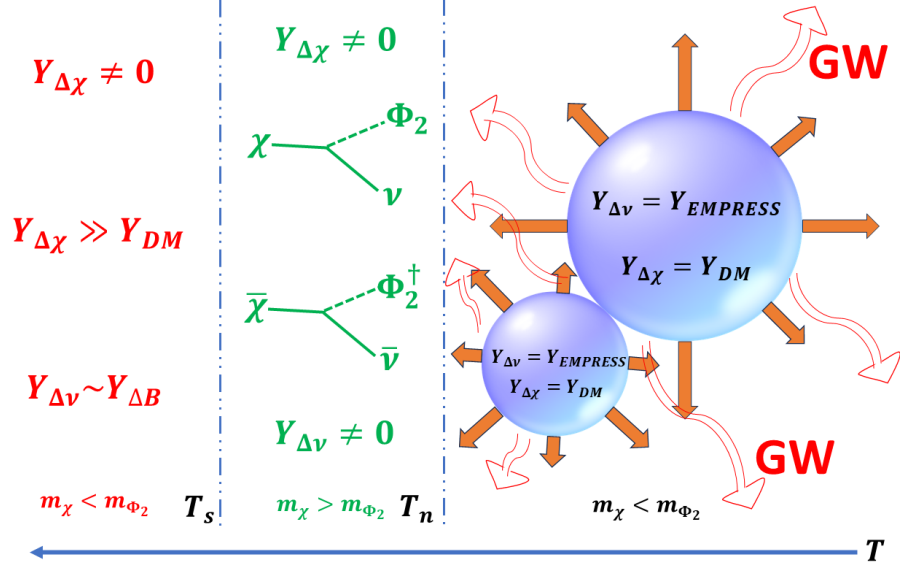 Y_{Δχ} ≠ 0
Y_{Δχ} ≫ Y_{DM}
Y_{Δν}~Y_{ΔB}
m_χ < m_{Φ_2}
T_s
Y_{Δχ} ≠ 0
χ
Φ_2
ν
χ̄
Φ_2^†
ν̄
Y_{Δν} ≠ 0
m_χ > m_{Φ_2}
T_n
GW
Y_{Δν} = Y_{EMPRESS}
Y_{Δχ} = Y_{DM}
Y_{Δν} = Y_{EMPRESS}
Y_{Δχ} = Y_{DM}
GW
m_χ < m_{Φ_2}
T